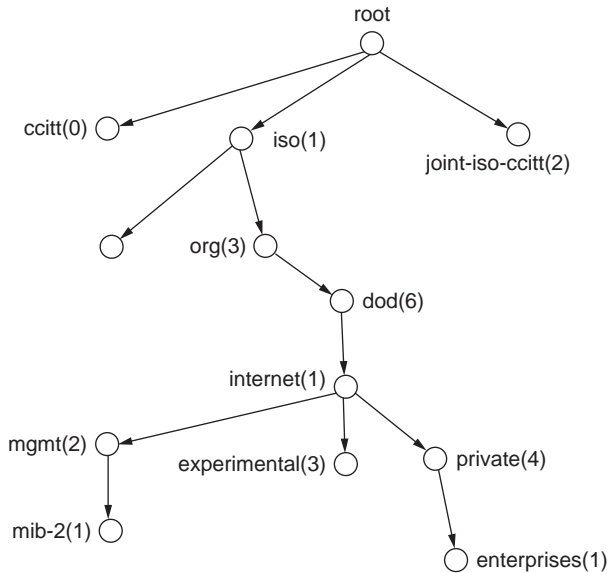 root
ccitt(0)
iso(1)
joint-iso-ccitt(2)
org(3)
dod(6)
internet(1)
mgmt(2)
experimental(3)
private(4)
mib-2(1)
enterprises(1)